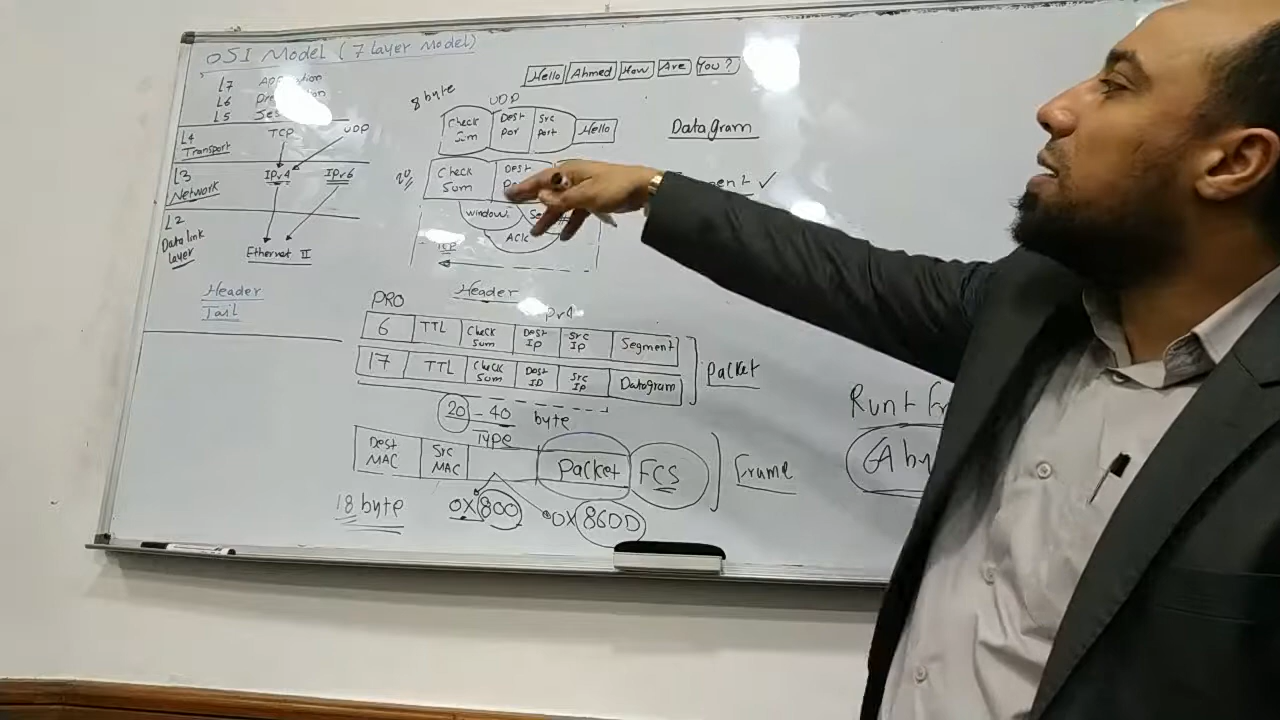 OSI Model (7 layer Model)
L7 Application
L6
L5
L4
Transport
TCP UDP
L3
Network
IPv4 IPv6
L2
Data link
layer
Ethernet II
Header
Tail
Hello Ahmed How Are You?
8 byte
UDP
Check Sum Dest Por Src Port Hello
Datagram
20
Check Sum Dest
✓
window
Ack
TCP
Header
PRO
6 TTL Check Sum Dest IP Src IP Segment
17 TTL Check Sum Dest IP Src IP Datagram
Packet
20 - 40 byte
Type
Dest MAC Src MAC Packet FCS
Frame
18 byte 0X800 0X860D
Runt Fr